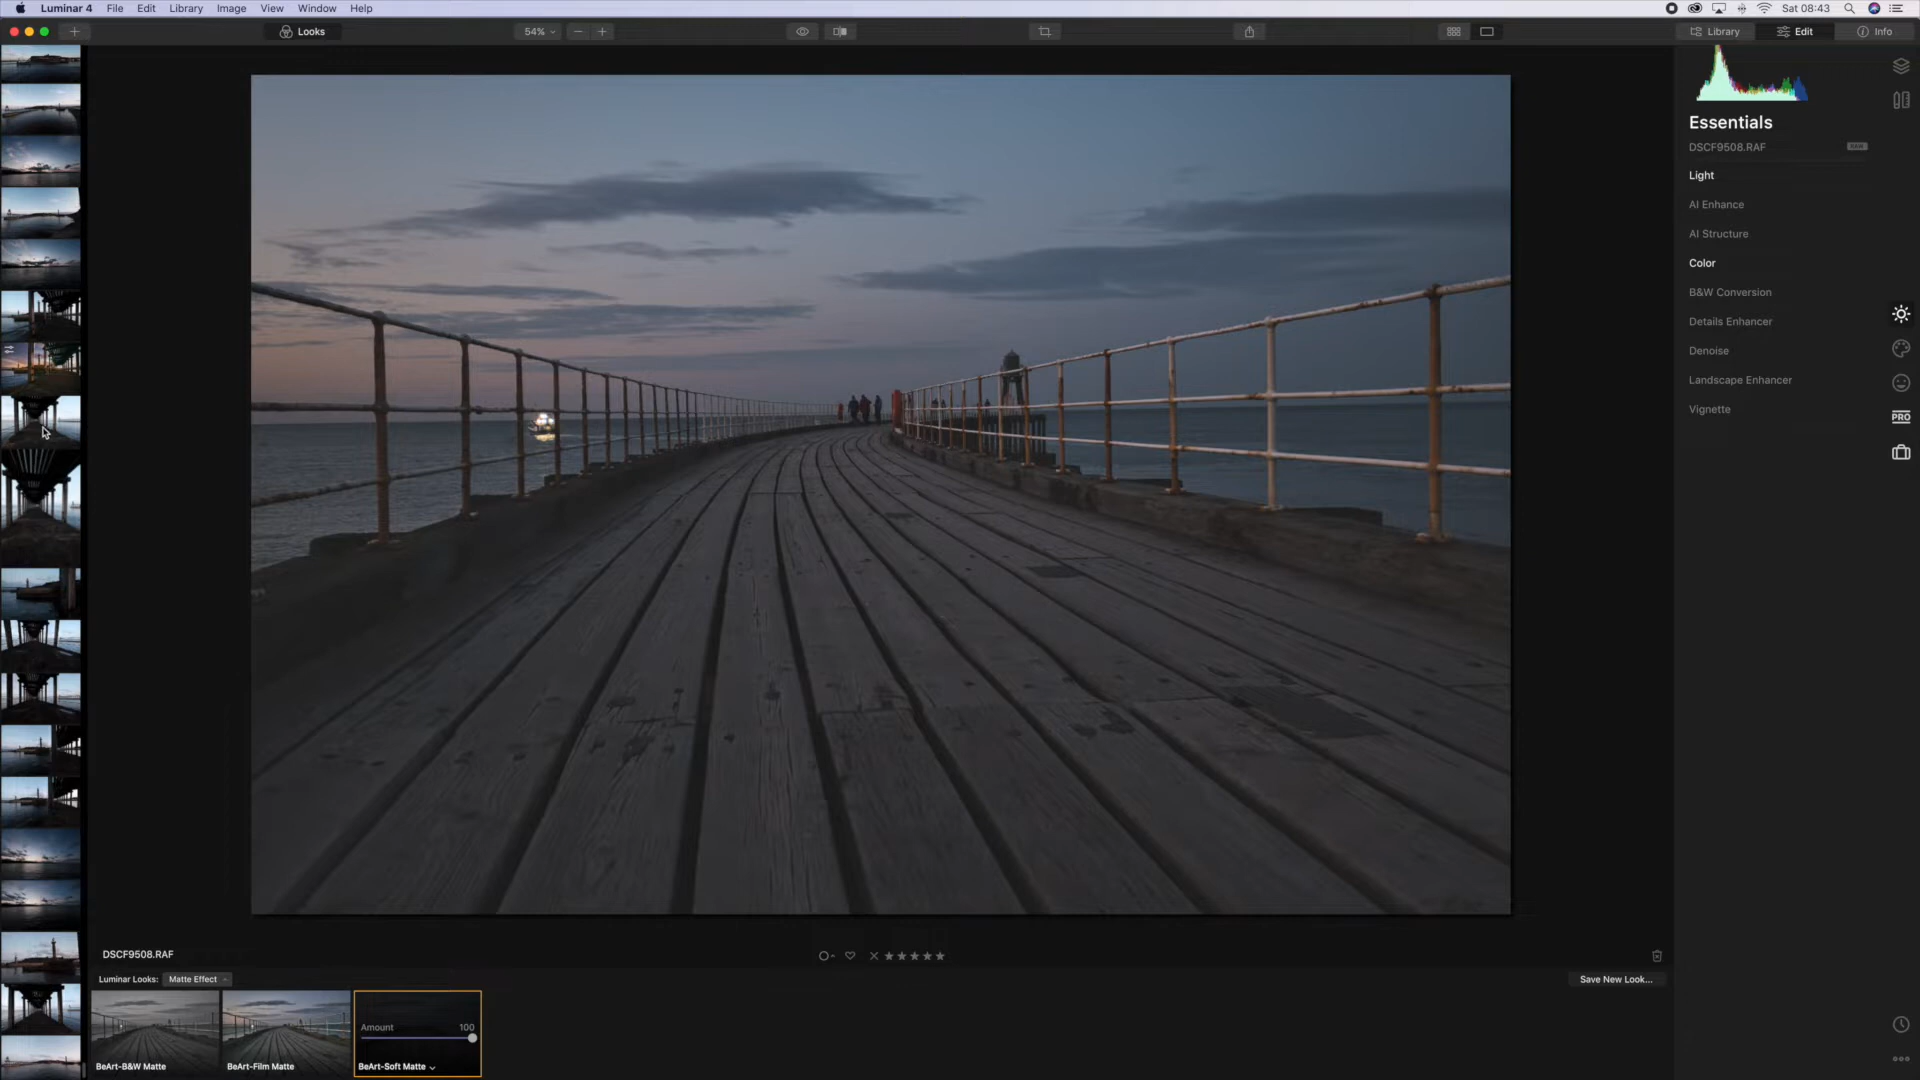 Luminar 4 File Edit Library Image View Window Help
Sat 08:43
Looks
54%
Library
Edit
Info
Essentials
DSCF9508.RAF
RAW
Light
AI Enhance
AI Structure
Color
B&W Conversion
Details Enhancer
Denoise
Landscape Enhancer
Vignette
PRO
DSCF9508.RAF
Luminar Looks: Matte Effect
Save New Look...
Amount 100
BeArt-B&W Matte
BeArt-Film Matte
BeArt-Soft Matte